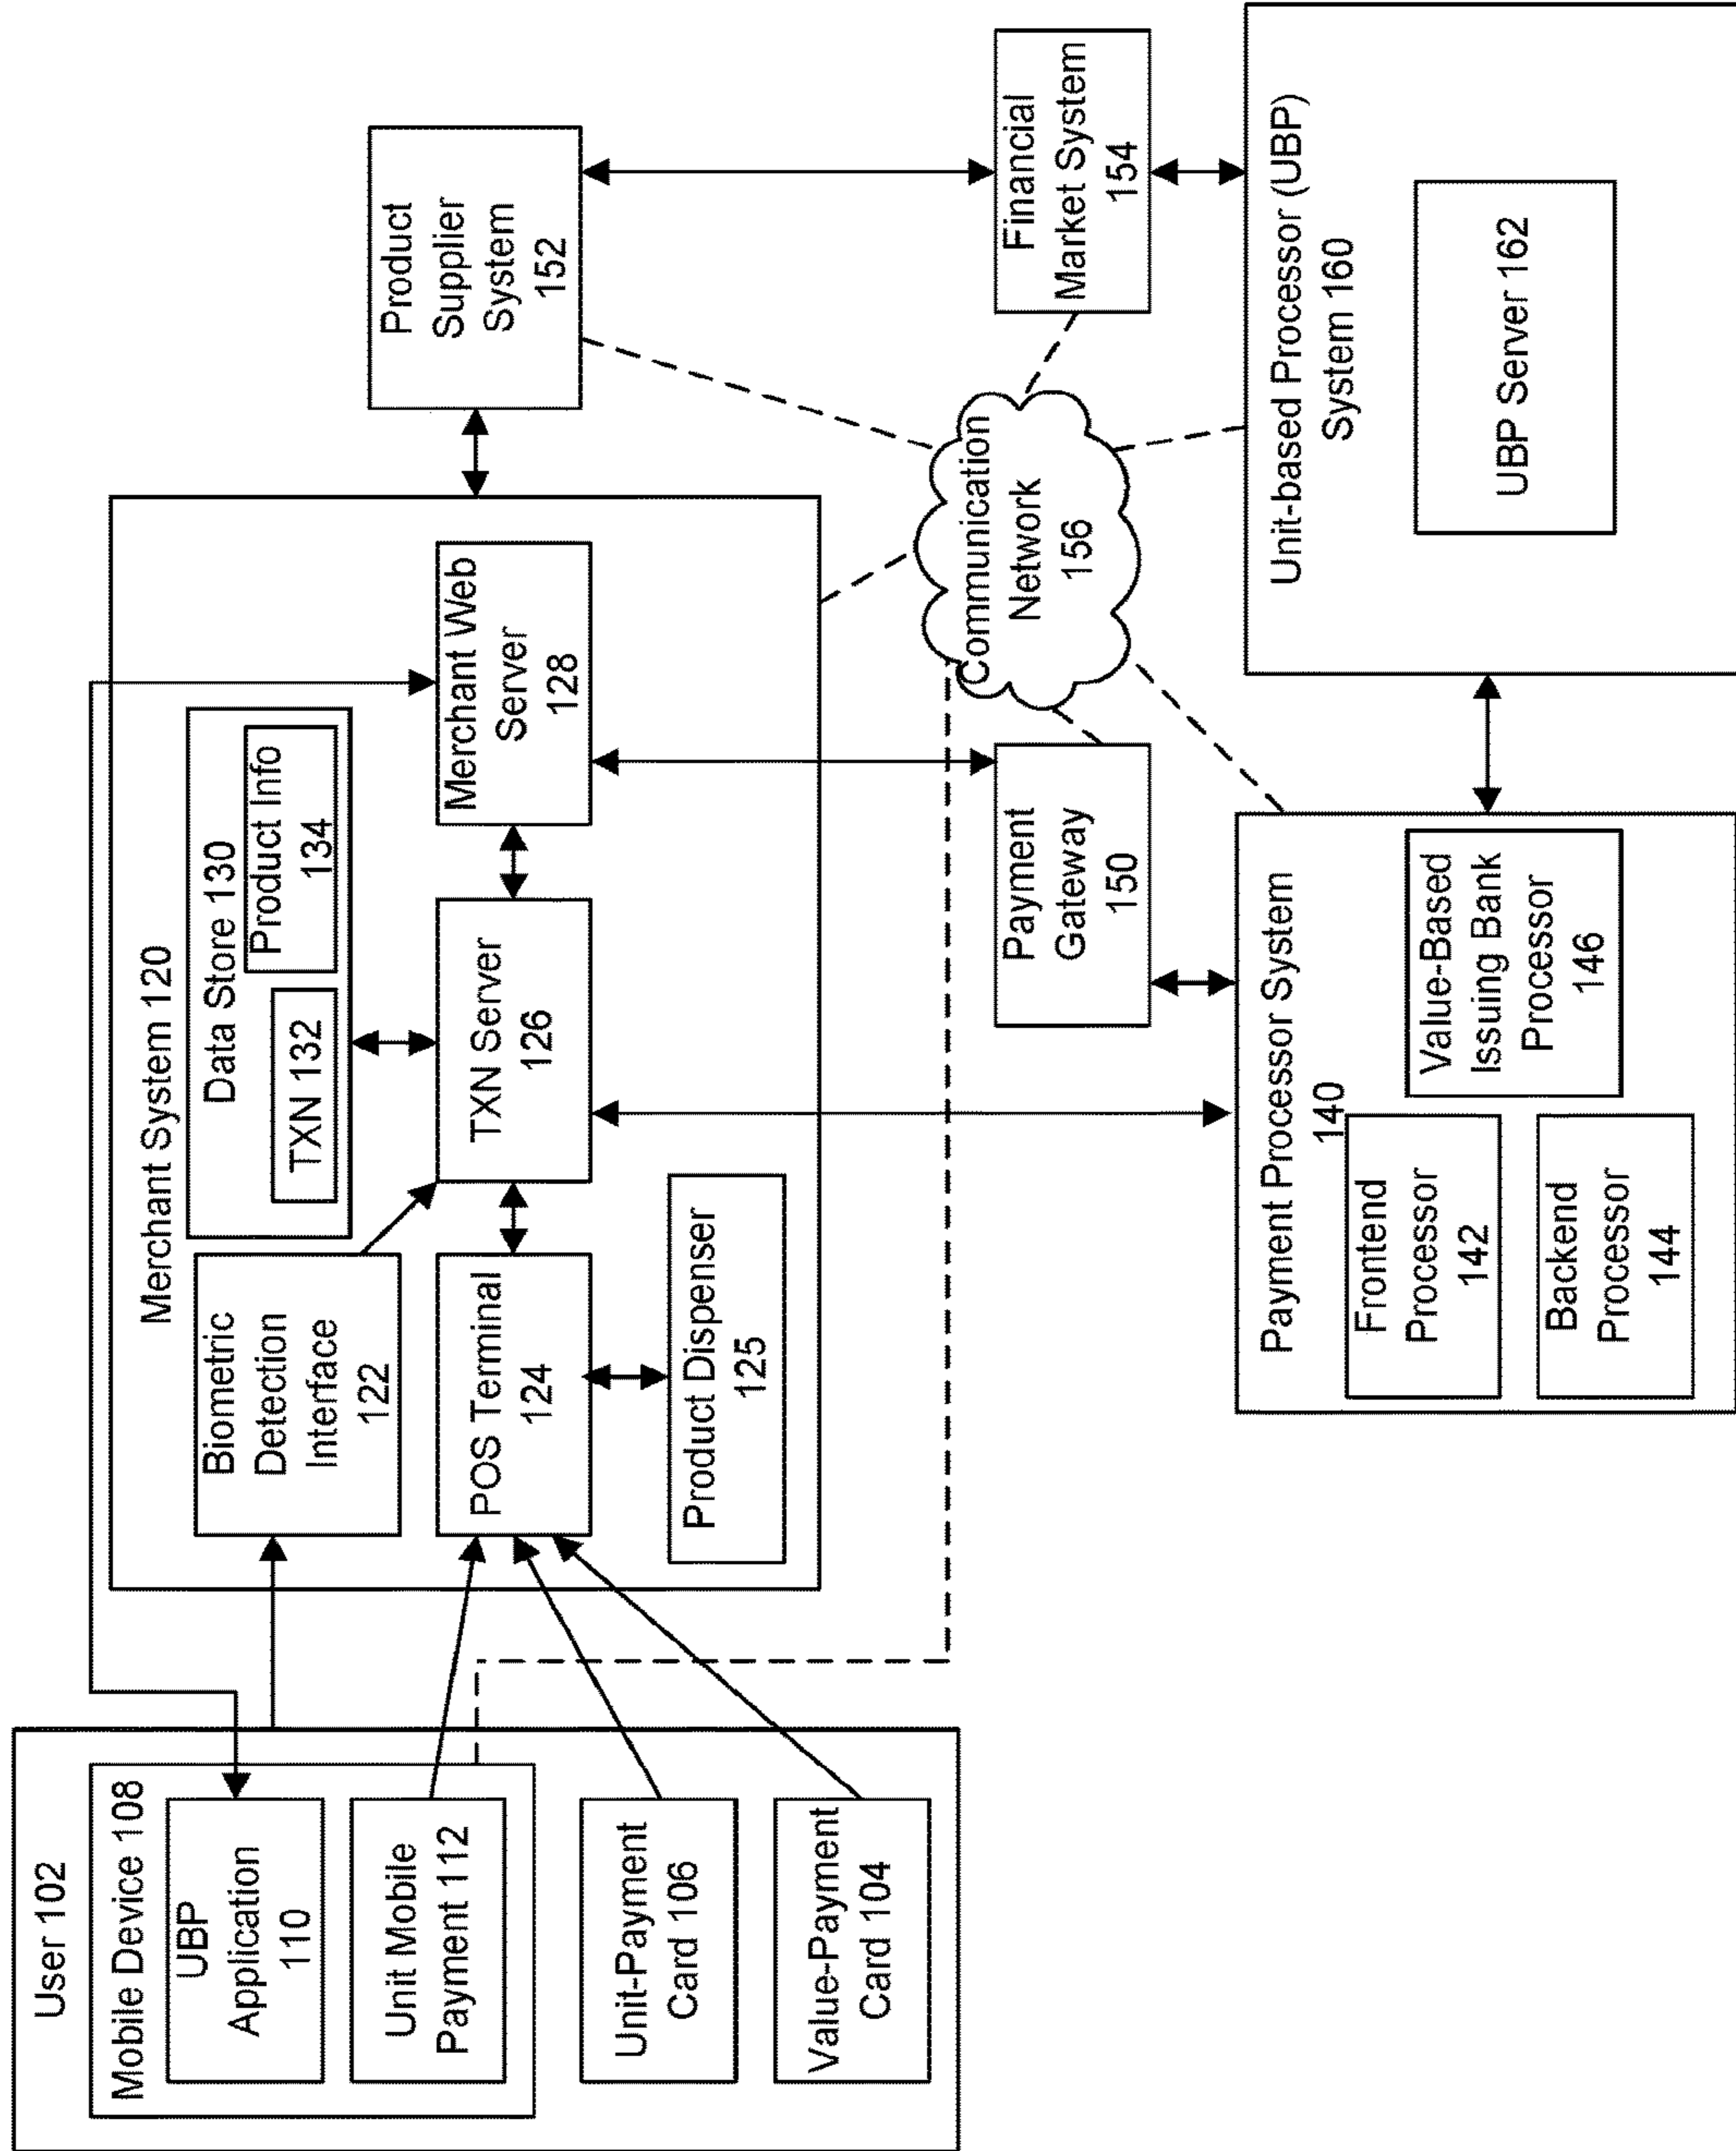 User 102
Mobile Device 108
UBP
Application
110
Unit Mobile
Payment 112
Unit-Payment
Card 106
Value-Payment
Card 104
Merchant System 120
Biometric
Detection
Interface
122
Data Store 130
TXN 132
Product Info
134
POS Terminal
124
TXN Server
126
Merchant Web
Server
128
Product Dispenser
125
Product
Supplier
System
152
Communication
Network
156
Payment
Gateway
150
Financial
Market System
154
Payment Processor System
140
Frontend
Processor
142
Backend
Processor
144
Value-Based
Issuing Bank
Processor
146
Unit-based Processor (UBP)
System 160
UBP Server 162